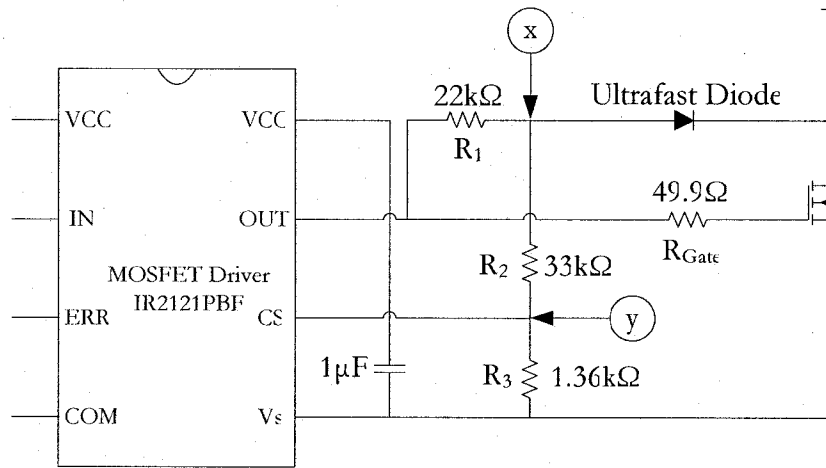 x
22kΩ
Ultrafast Diode
VCC
VCC
R1
49.9Ω
IN
OUT
RGate
MOSFET Driver
IR2121PBF
R2
33kΩ
ERR
CS
y
1μF
R3
1.36kΩ
COM
Vs